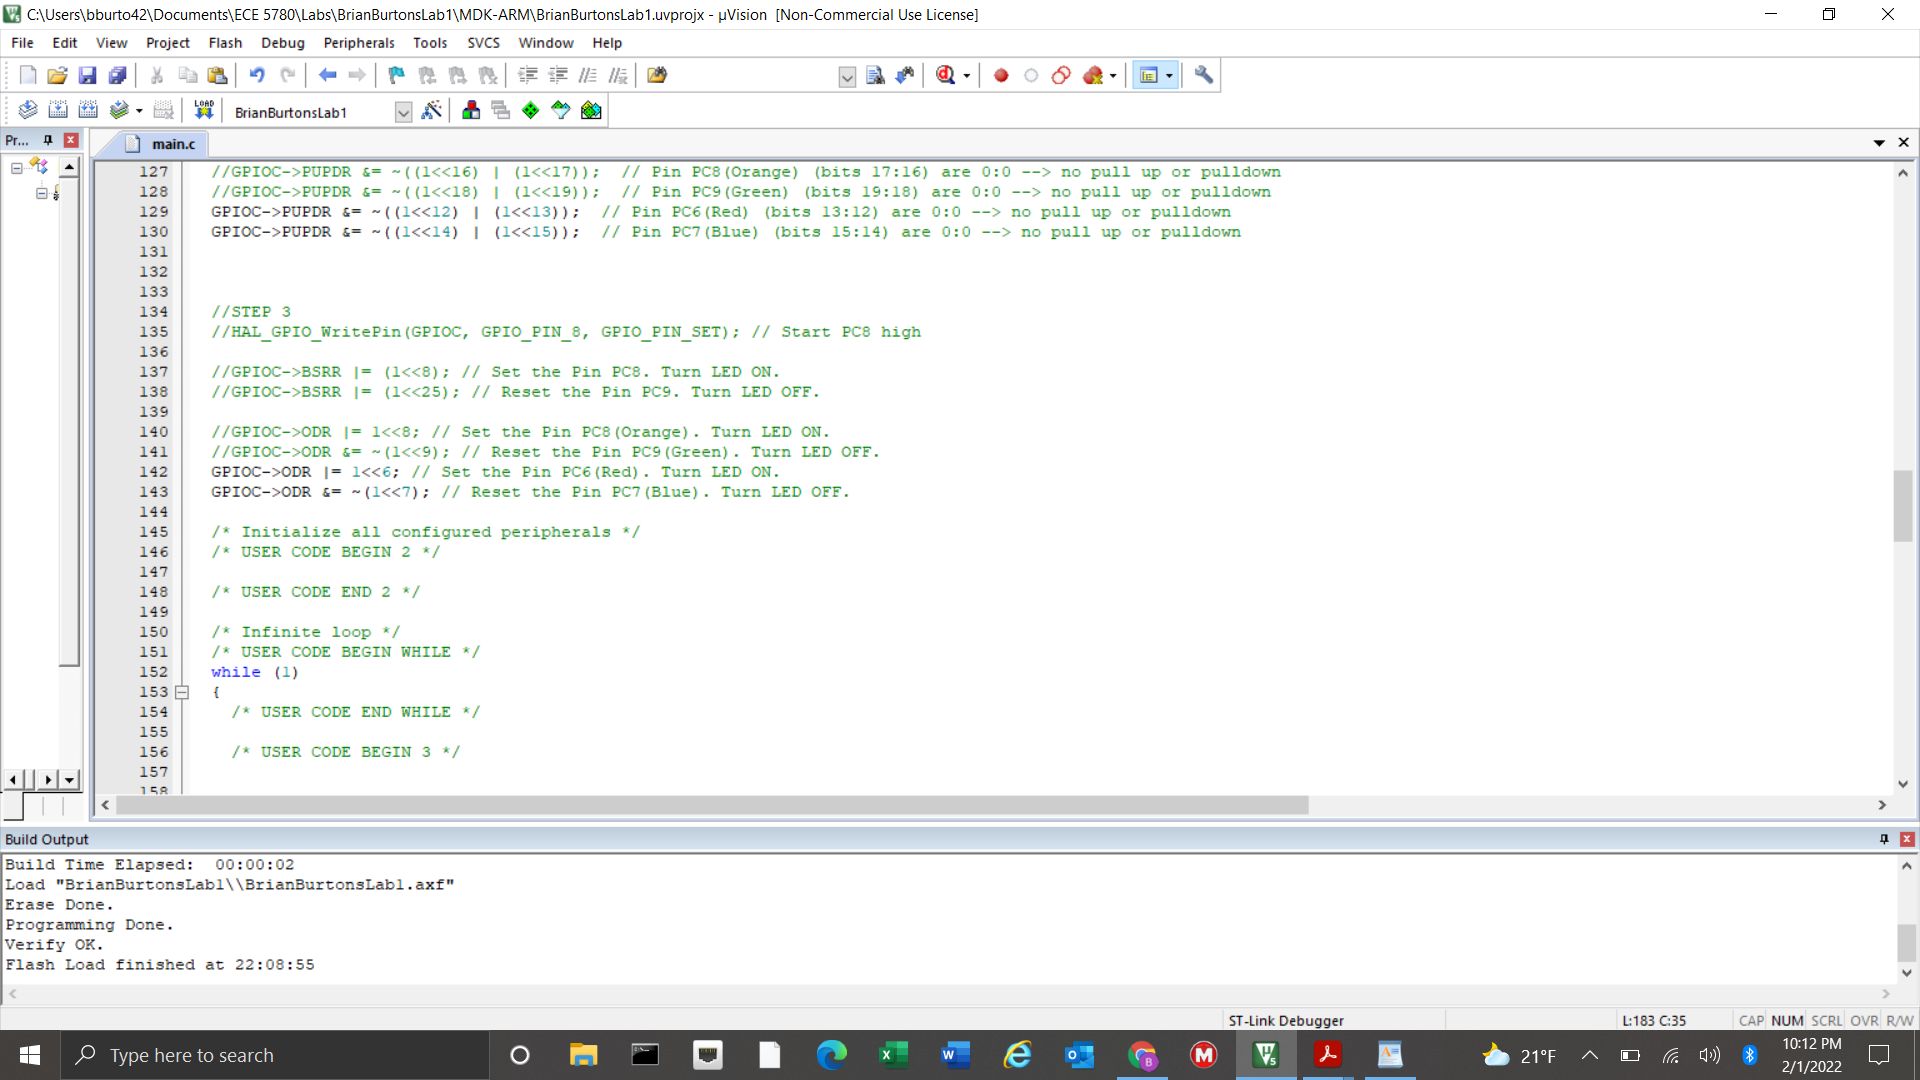 C:\Users\bburto42\Documents\ECE 5780\Labs\BrianBurtonsLab1\MDK-ARM\BrianBurtonsLab1.uvprojx - µVision  [Non-Commercial Use License]
File Edit View Project Flash Debug Peripherals Tools SVCS Window Help
LOAD BrianBurtonsLab1
Pr... main.c
127 //GPIOC->PUPDR &= ~((1<<16) | (1<<17));  // Pin PC8(Orange) (bits 17:16) are 0:0 --> no pull up or pulldown
128 //GPIOC->PUPDR &= ~((1<<18) | (1<<19));  // Pin PC9(Green) (bits 19:18) are 0:0 --> no pull up or pulldown
129 GPIOC->PUPDR &= ~((1<<12) | (1<<13));  // Pin PC6(Red) (bits 13:12) are 0:0 --> no pull up or pulldown
130 GPIOC->PUPDR &= ~((1<<14) | (1<<15));  // Pin PC7(Blue) (bits 15:14) are 0:0 --> no pull up or pulldown
131
132
133
134 //STEP 3
135 //HAL_GPIO_WritePin(GPIOC, GPIO_PIN_8, GPIO_PIN_SET); // Start PC8 high
136
137 //GPIOC->BSRR |= (1<<8); // Set the Pin PC8. Turn LED ON.
138 //GPIOC->BSRR |= (1<<25); // Reset the Pin PC9. Turn LED OFF.
139
140 //GPIOC->ODR |= 1<<8; // Set the Pin PC8(Orange). Turn LED ON.
141 //GPIOC->ODR &= ~(1<<9); // Reset the Pin PC9(Green). Turn LED OFF.
142 GPIOC->ODR |= 1<<6; // Set the Pin PC6(Red). Turn LED ON.
143 GPIOC->ODR &= ~(1<<7); // Reset the Pin PC7(Blue). Turn LED OFF.
144
145 /* Initialize all configured peripherals */
146 /* USER CODE BEGIN 2 */
147
148 /* USER CODE END 2 */
149
150 /* Infinite loop */
151 /* USER CODE BEGIN WHILE */
152 while (1)
153 {
154 /* USER CODE END WHILE */
155
156 /* USER CODE BEGIN 3 */
157
158
Build Output
Build Time Elapsed:  00:00:02
Load "BrianBurtonsLab1\\BrianBurtonsLab1.axf"
Erase Done.
Programming Done.
Verify OK.
Flash Load finished at 22:08:55
ST-Link Debugger L:183 C:35 CAP NUM SCRL OVR R/W
Type here to search 21°F 10:12 PM
2/1/2022